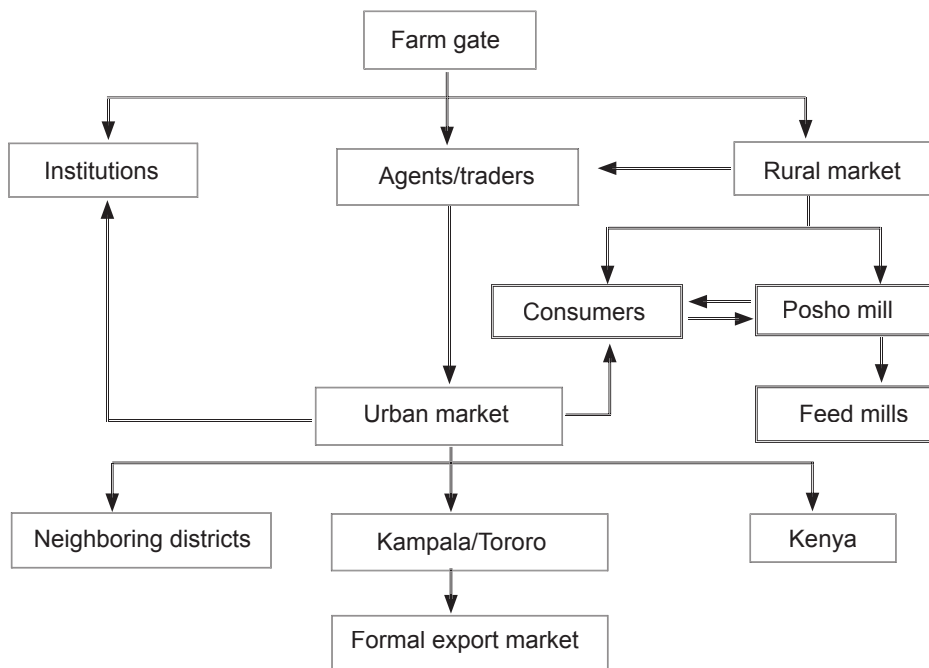 Farm gate
Institutions
Agents/traders
Rural market
Consumers
Posho mill
Urban market
Feed mills
Neighboring districts
Kampala/Tororo
Kenya
Formal export market